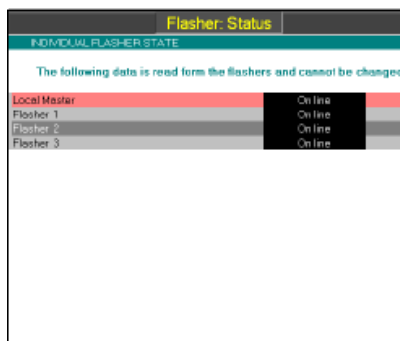 Flasher: Status
INDIVIDUAL FLASHER STATE
The following data is read form the flashers and cannot be changed
Local Master On line
Flasher 1 On line
Flasher 2 On line
Flasher 3 On line